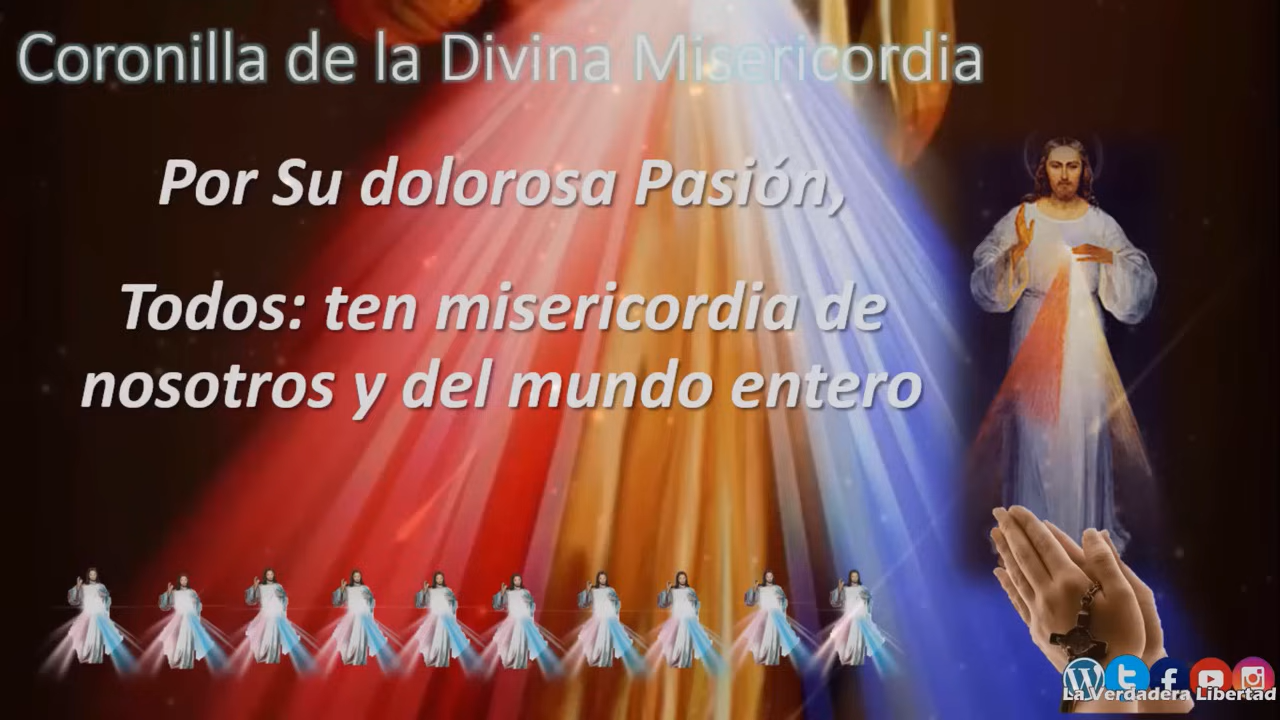 Coronilla de la Divina Misericordia
Por Su dolorosa Pasión,
Todos: ten misericordia de
nosotros y del mundo entero
La Verdadera Libertad